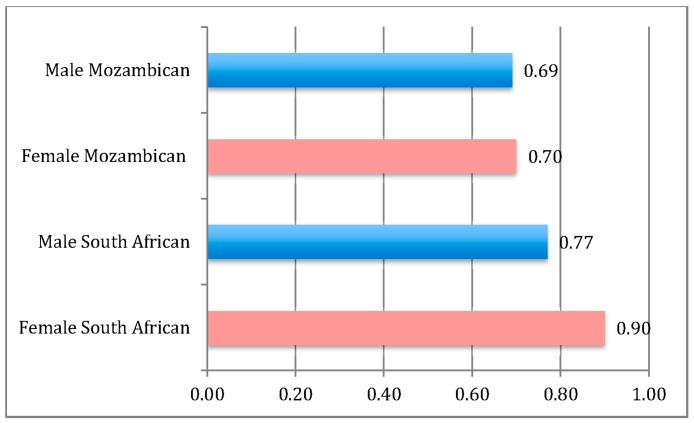 Male Mozambican 0.69
Female Mozambican 0.70
Male South African 0.77
Female South African 0.90
0.00 0.20 0.40 0.60 0.80 1.00